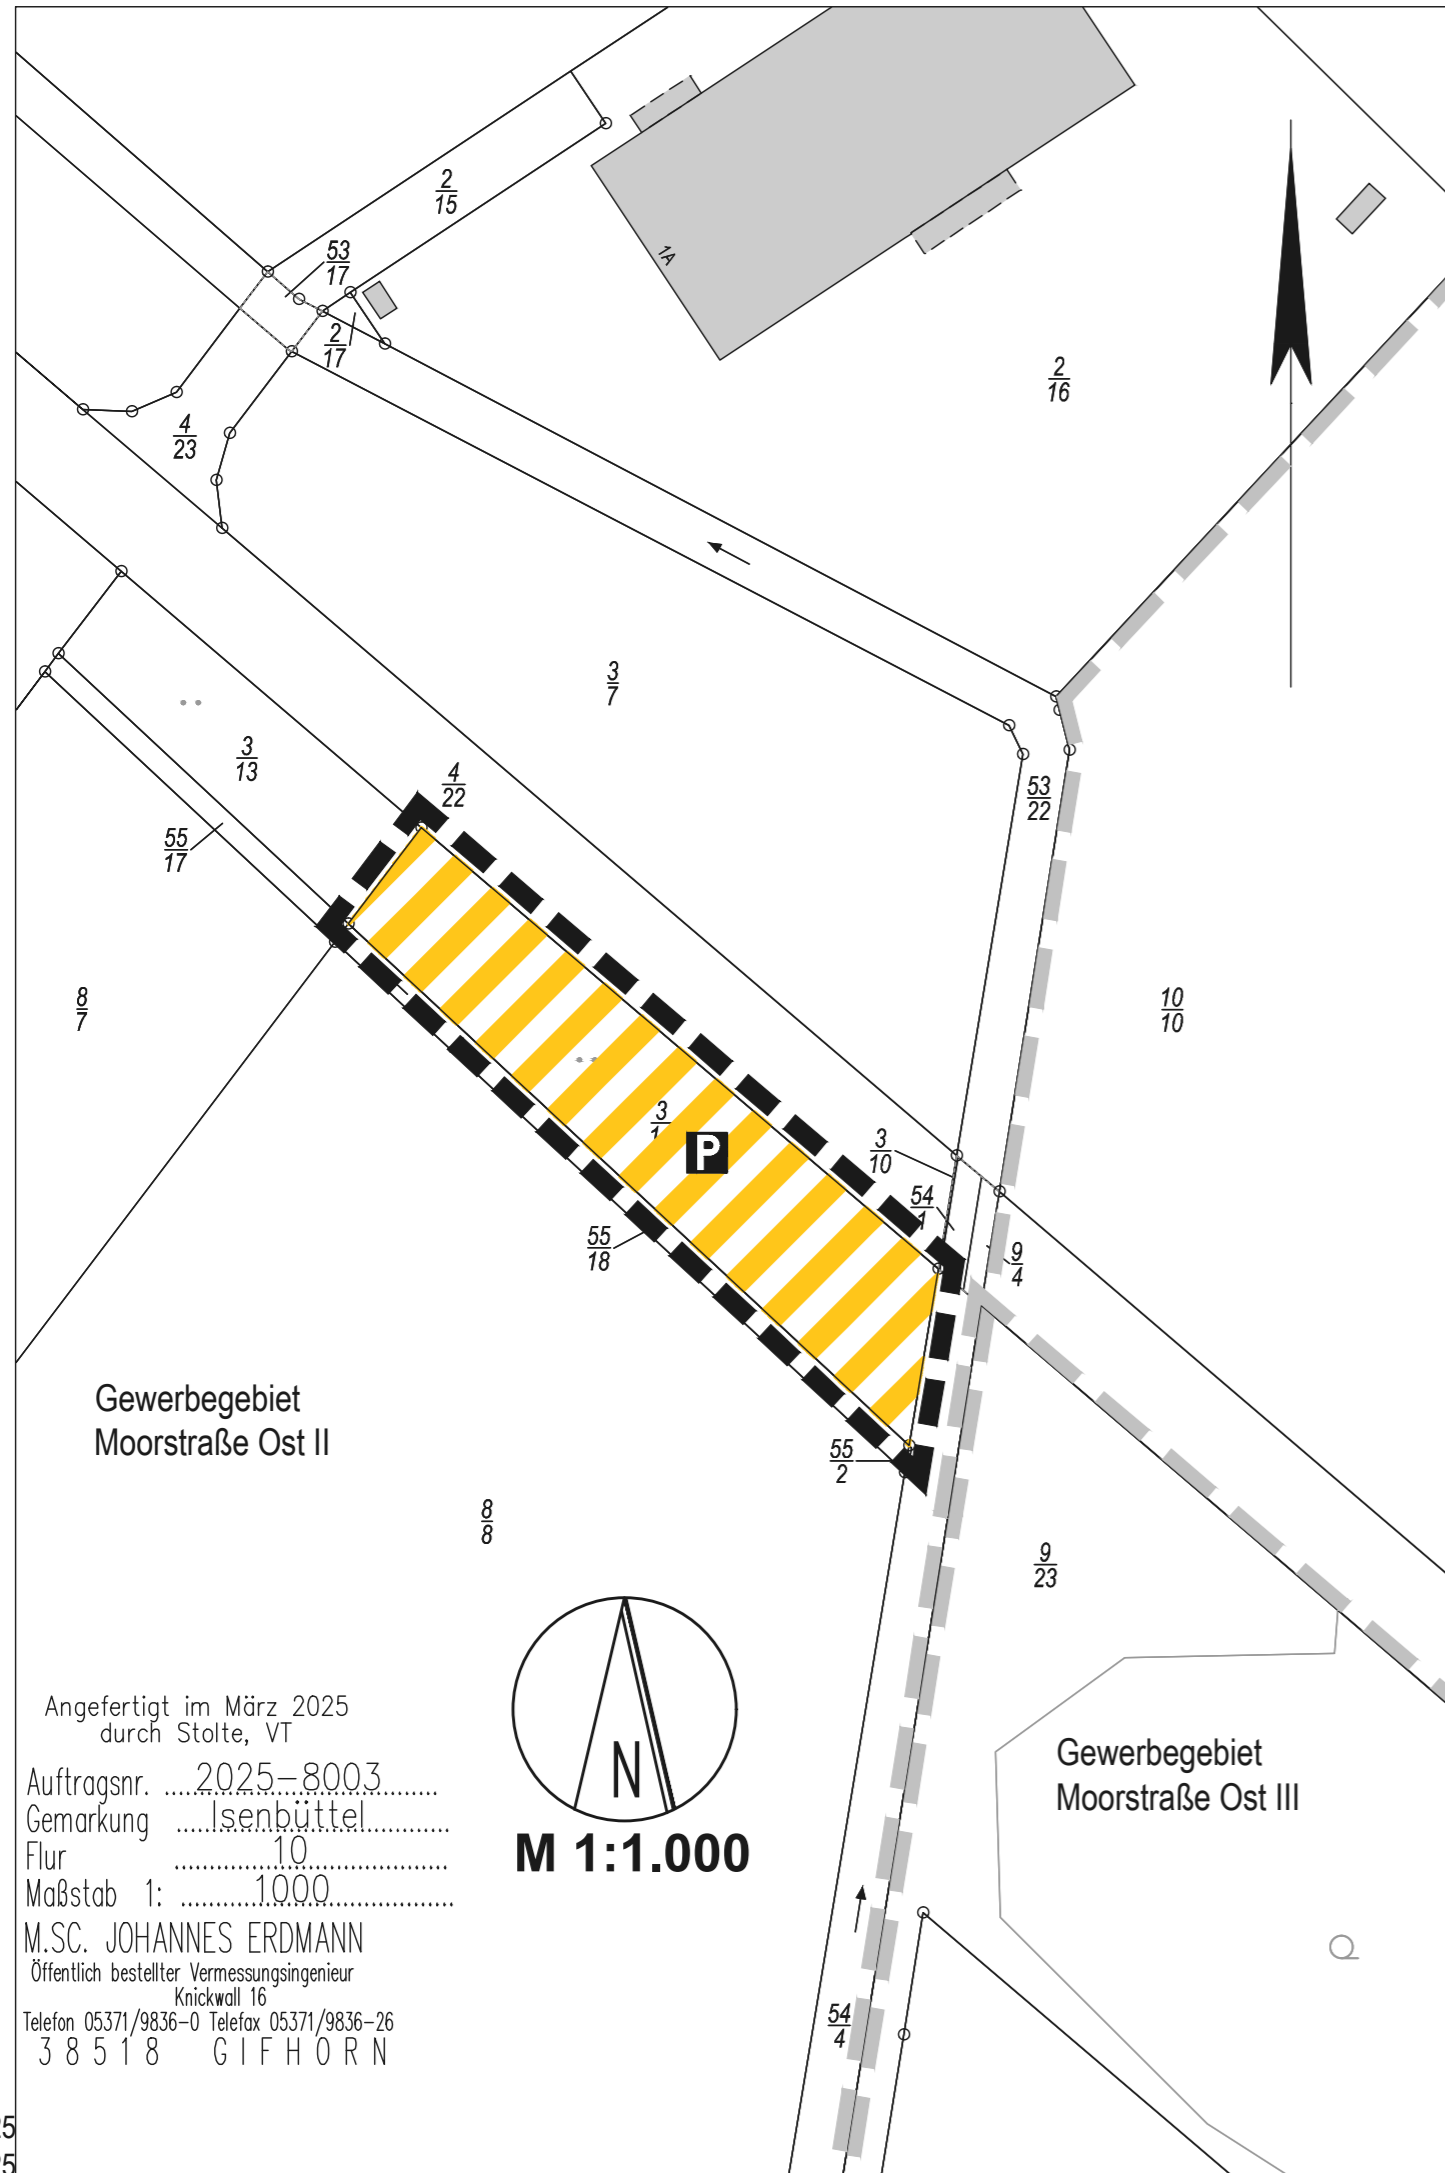 2
15
53
17
1A
2
17
2
16
4
23
3
7
3
13
4
22
53
22
55
17
8
7
10
10
3
1
P
3
10
54
1
55
18
9
4
Gewerbegebiet
Moorstraße Ost II
55
2
8
8
9
23
N
M 1:1.000
Angefertigt im März 2025
durch Stolte, VT
Auftragsnr. 2025-8003
Gemarkung Isenbüttel
Flur 10
Maßstab 1: 1000
M.SC. JOHANNES ERDMANN
Öffentlich bestellter Vermessungsingenieur
Knickwall 16
Telefon 05371/9836-0 Telefax 05371/9836-26
38518 GIFHORN
Gewerbegebiet
Moorstraße Ost III
54
4